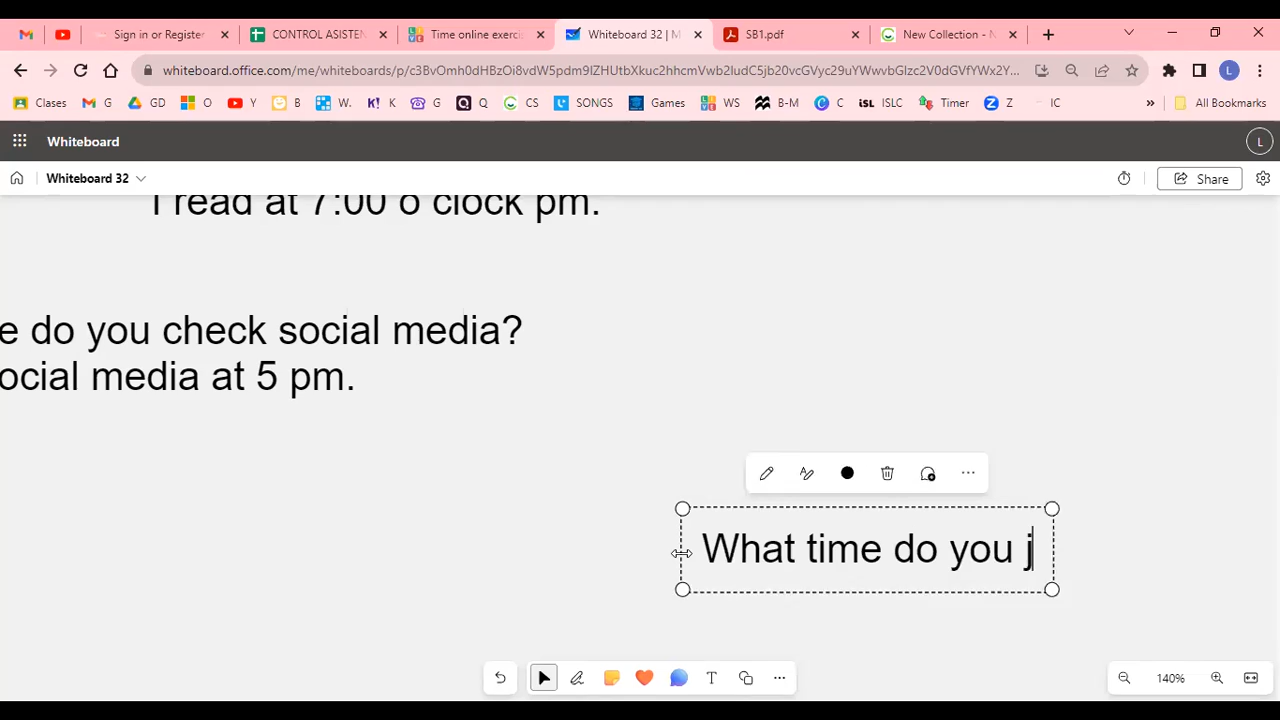 Sign in or Register
CONTROL ASISTEN
Time online exerci
Whiteboard 32 | M
SB1.pdf
New Collection - N
Clases
G
GD
O
Y
B
W.
K
G
Q
CS
SONGS
Games
WS
B-M
C
ISLC
Timer
Z
IC
»
All Bookmarks
L
Whiteboard
L
Whiteboard 32
Share
I read at 7:00 o clock pm.
e do you check social media?
ocial media at 5 pm.
What time do you j
T
140%